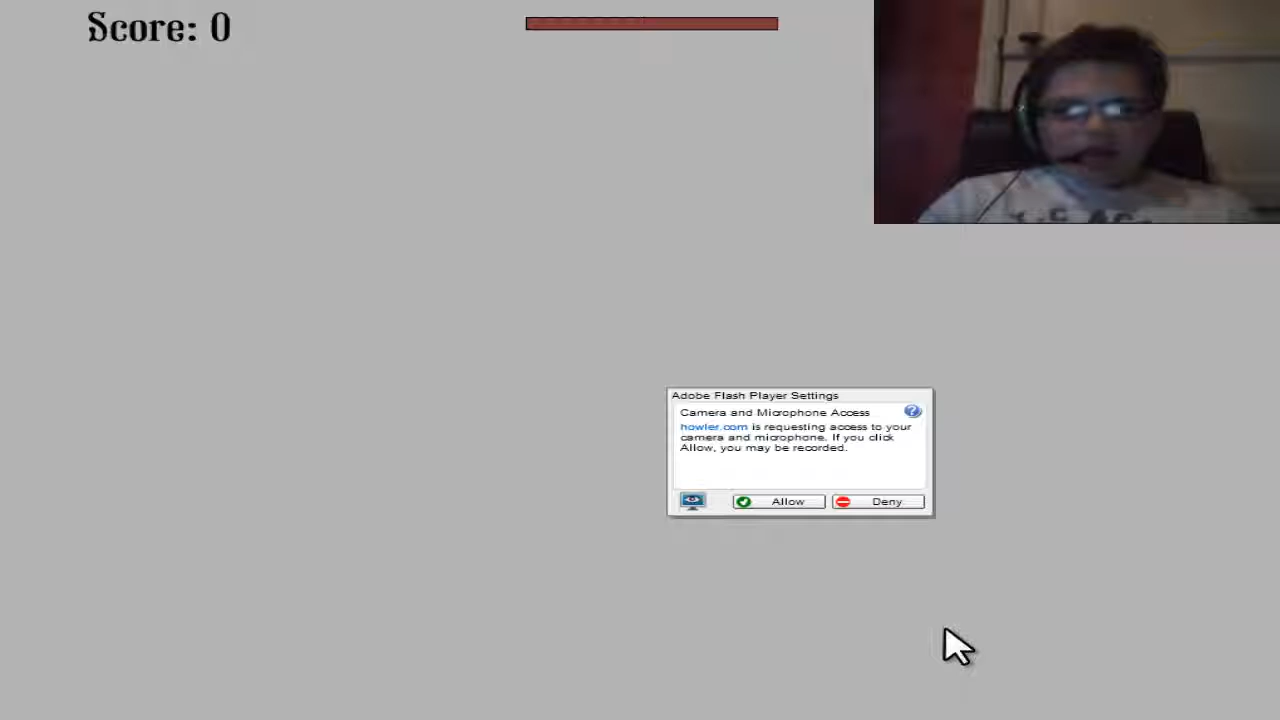 Score: 0
Adobe Flash Player Settings
Camera and Microphone Access
howler.com is requesting access to your
camera and microphone. If you click
Allow, you may be recorded.
Allow
Deny